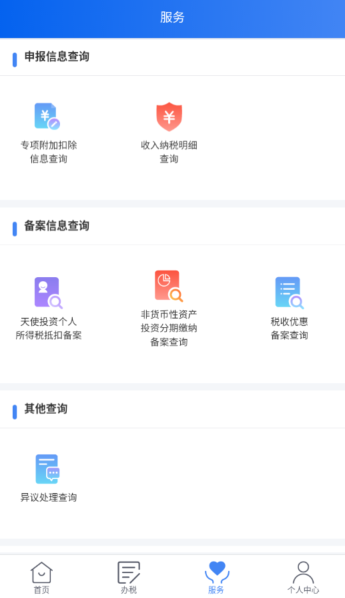 服务
申报信息查询
专项附加扣除
信息查询
收入纳税明细
查询
备案信息查询
天使投资个人
所得税抵扣备案
非货币性资产
投资分期缴纳
备案查询
税收优惠
备案查询
其他查询
异议处理查询
首页
办税
服务
个人中心